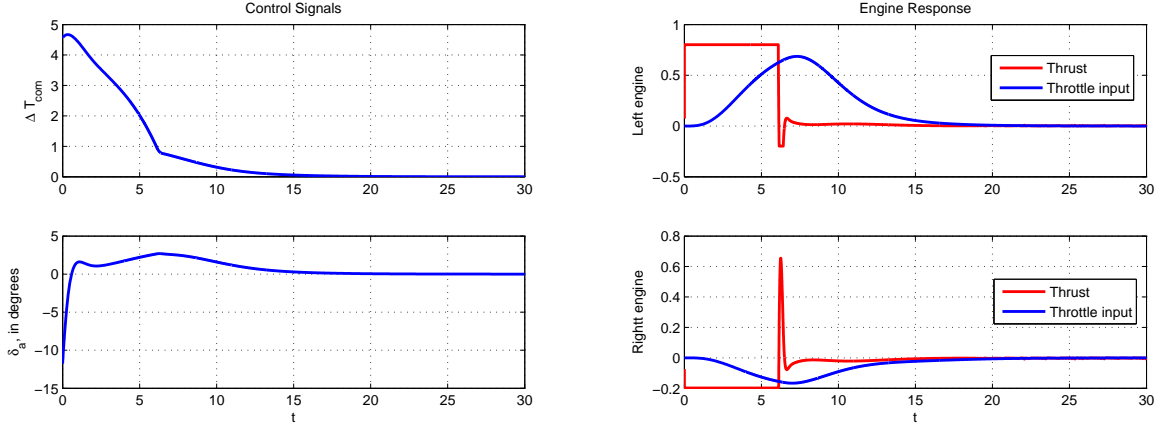 Control Signals
5
4
3
2
1
0
Δ T_com
0 5 10 15 20 25 30
5
0
−5
−10
−15
δ_a, in degrees
0 5 10 15 20 25 30
t
Engine Response
1
0.5
0
−0.5
Left engine
Thrust
Throttle input
0 5 10 15 20 25 30
0.8
0.6
0.4
0.2
0
−0.2
Rightt engine
Thrust
Throttle input
0 5 10 15 20 25 30
t